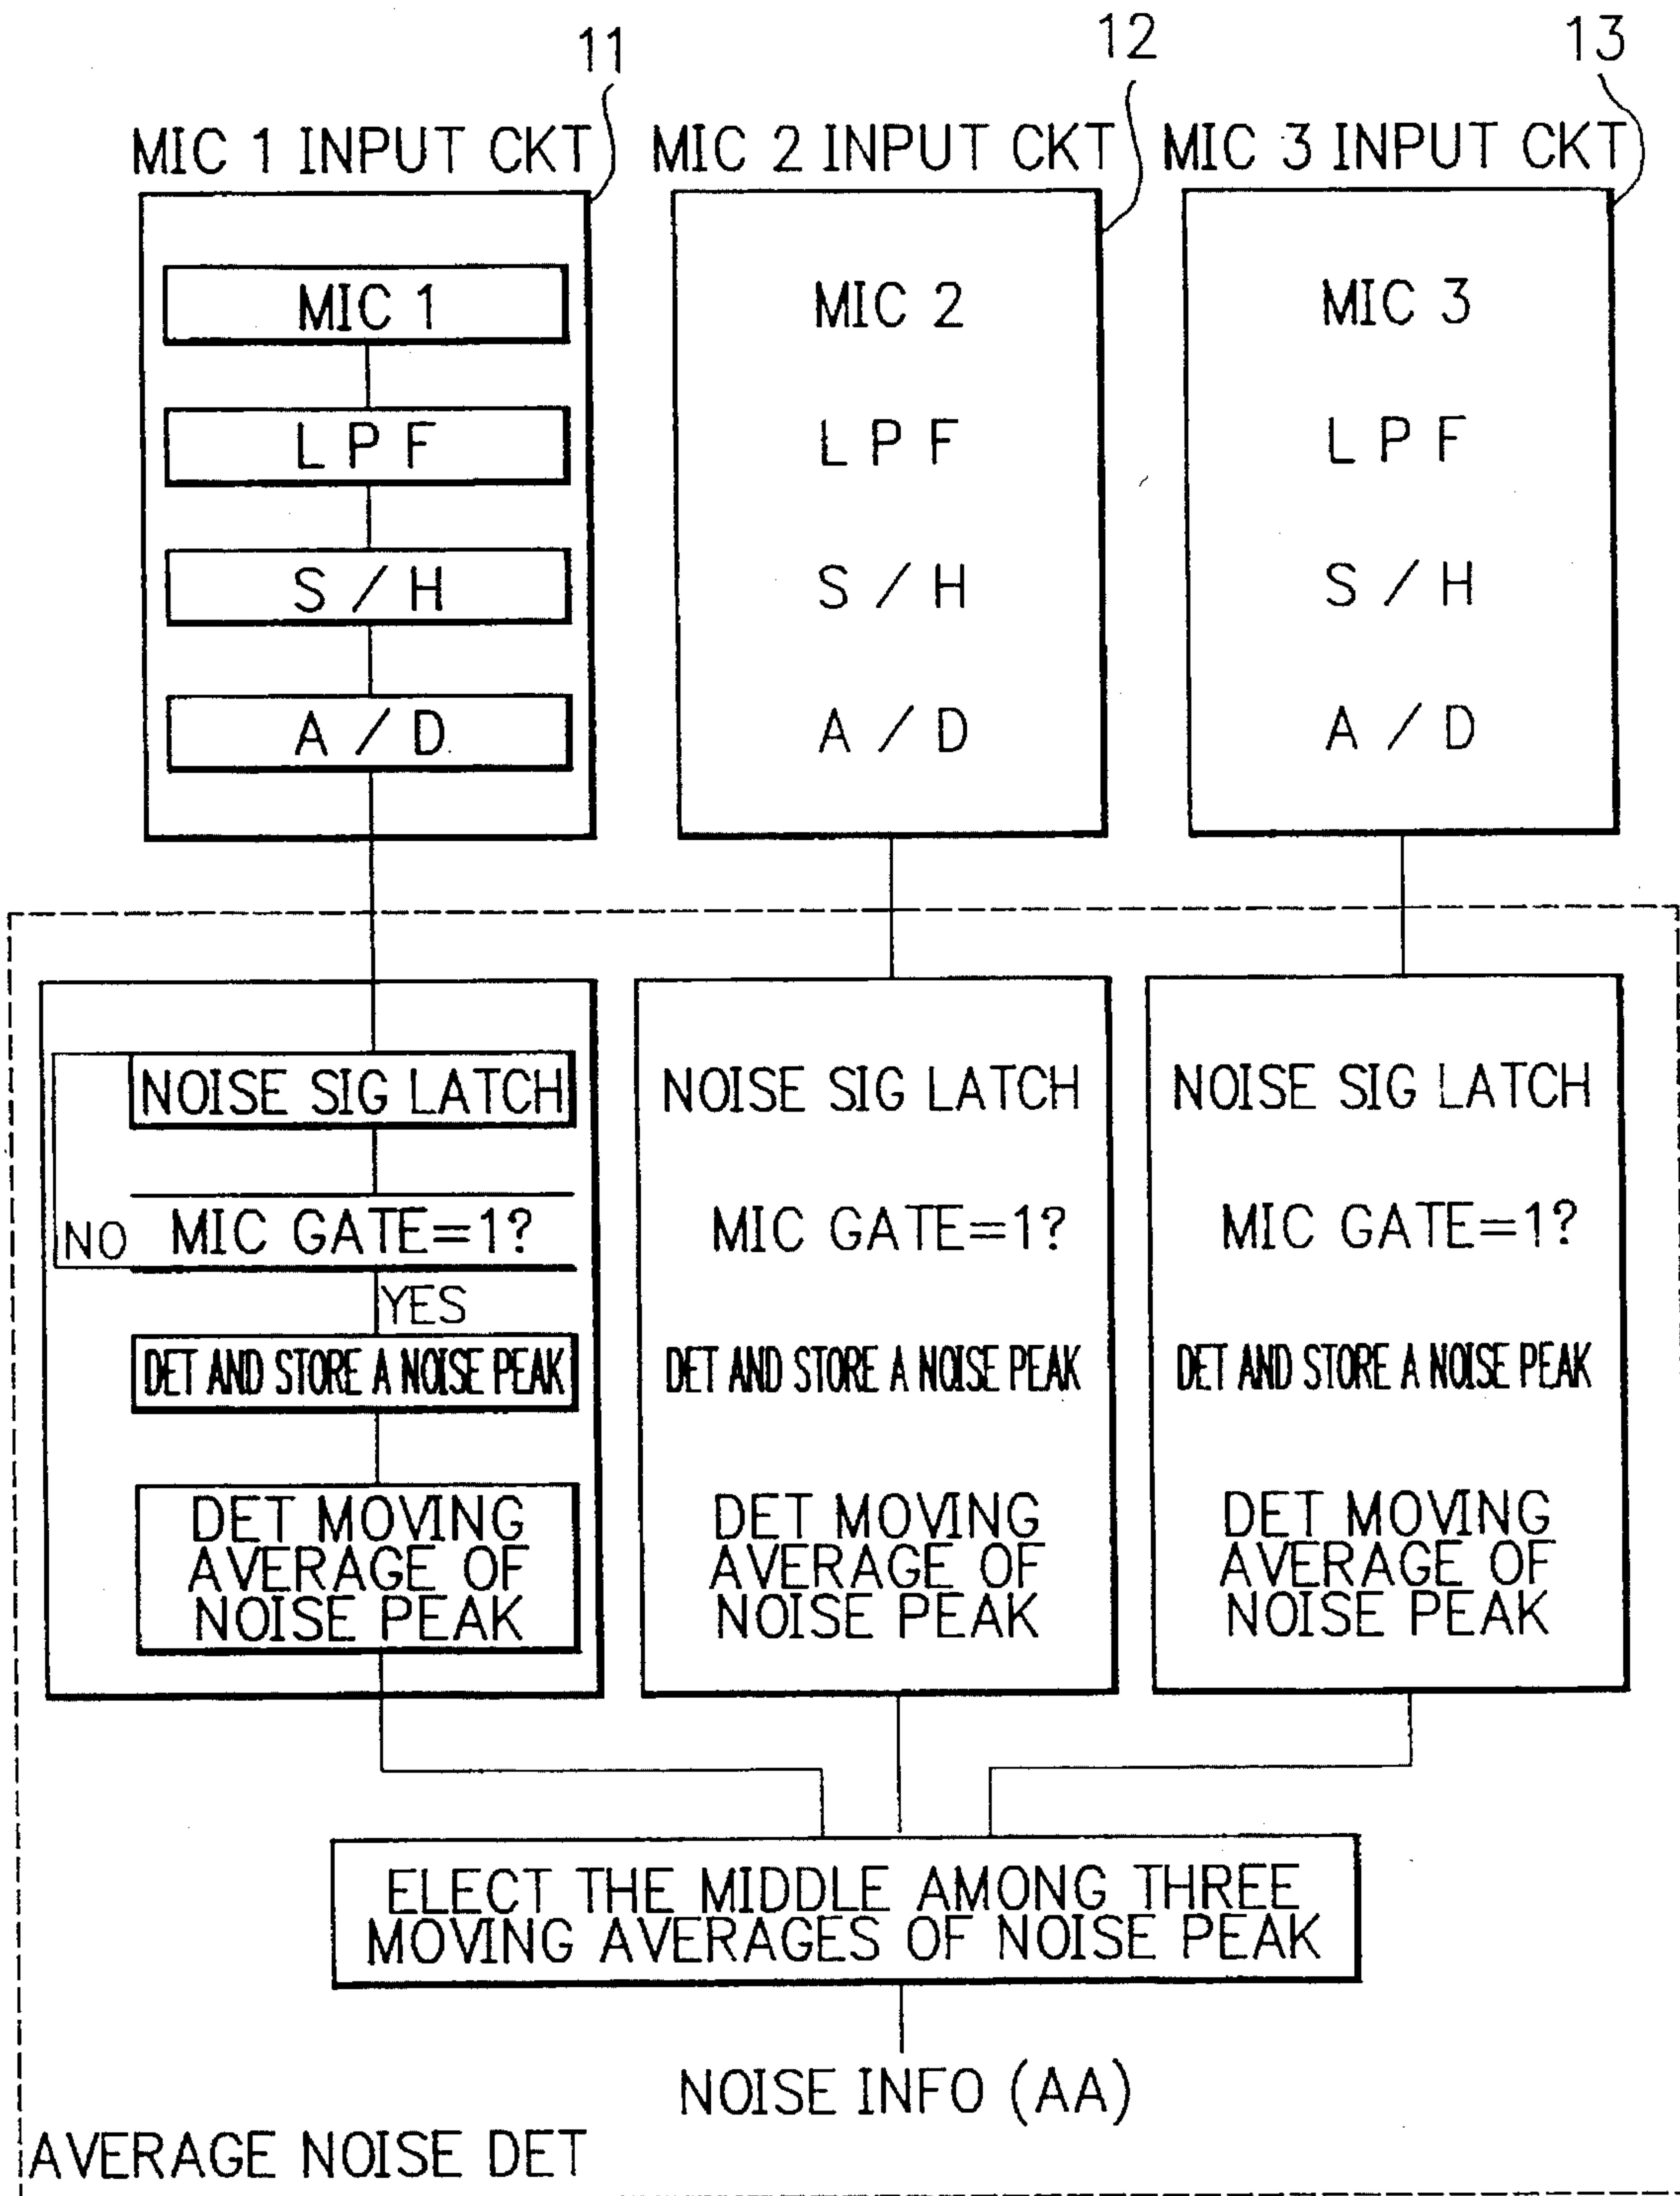 11
12
13
MIC 1 INPUT CKT
MIC 2 INPUT CKT
MIC 3 INPUT CKT
MIC 1
L P F
S / H
A / D
MIC 2
L P F
S / H
A / D
MIC 3
L P F
S / H
A / D
NOISE SIG LATCH
NO
MIC GATE=1?
YES
DET AND STORE A NOISE PEAK
DET MOVING
AVERAGE OF
NOISE PEAK
NOISE SIG LATCH
MIC GATE=1?
DET AND STORE A NOISE PEAK
DET MOVING
AVERAGE OF
NOISE PEAK
NOISE SIG LATCH
MIC GATE=1?
DET AND STORE A NOISE PEAK
DET MOVING
AVERAGE OF
NOISE PEAK
ELECT THE MIDDLE AMONG THREE
MOVING AVERAGES OF NOISE PEAK
NOISE INFO (AA)
AVERAGE NOISE DET